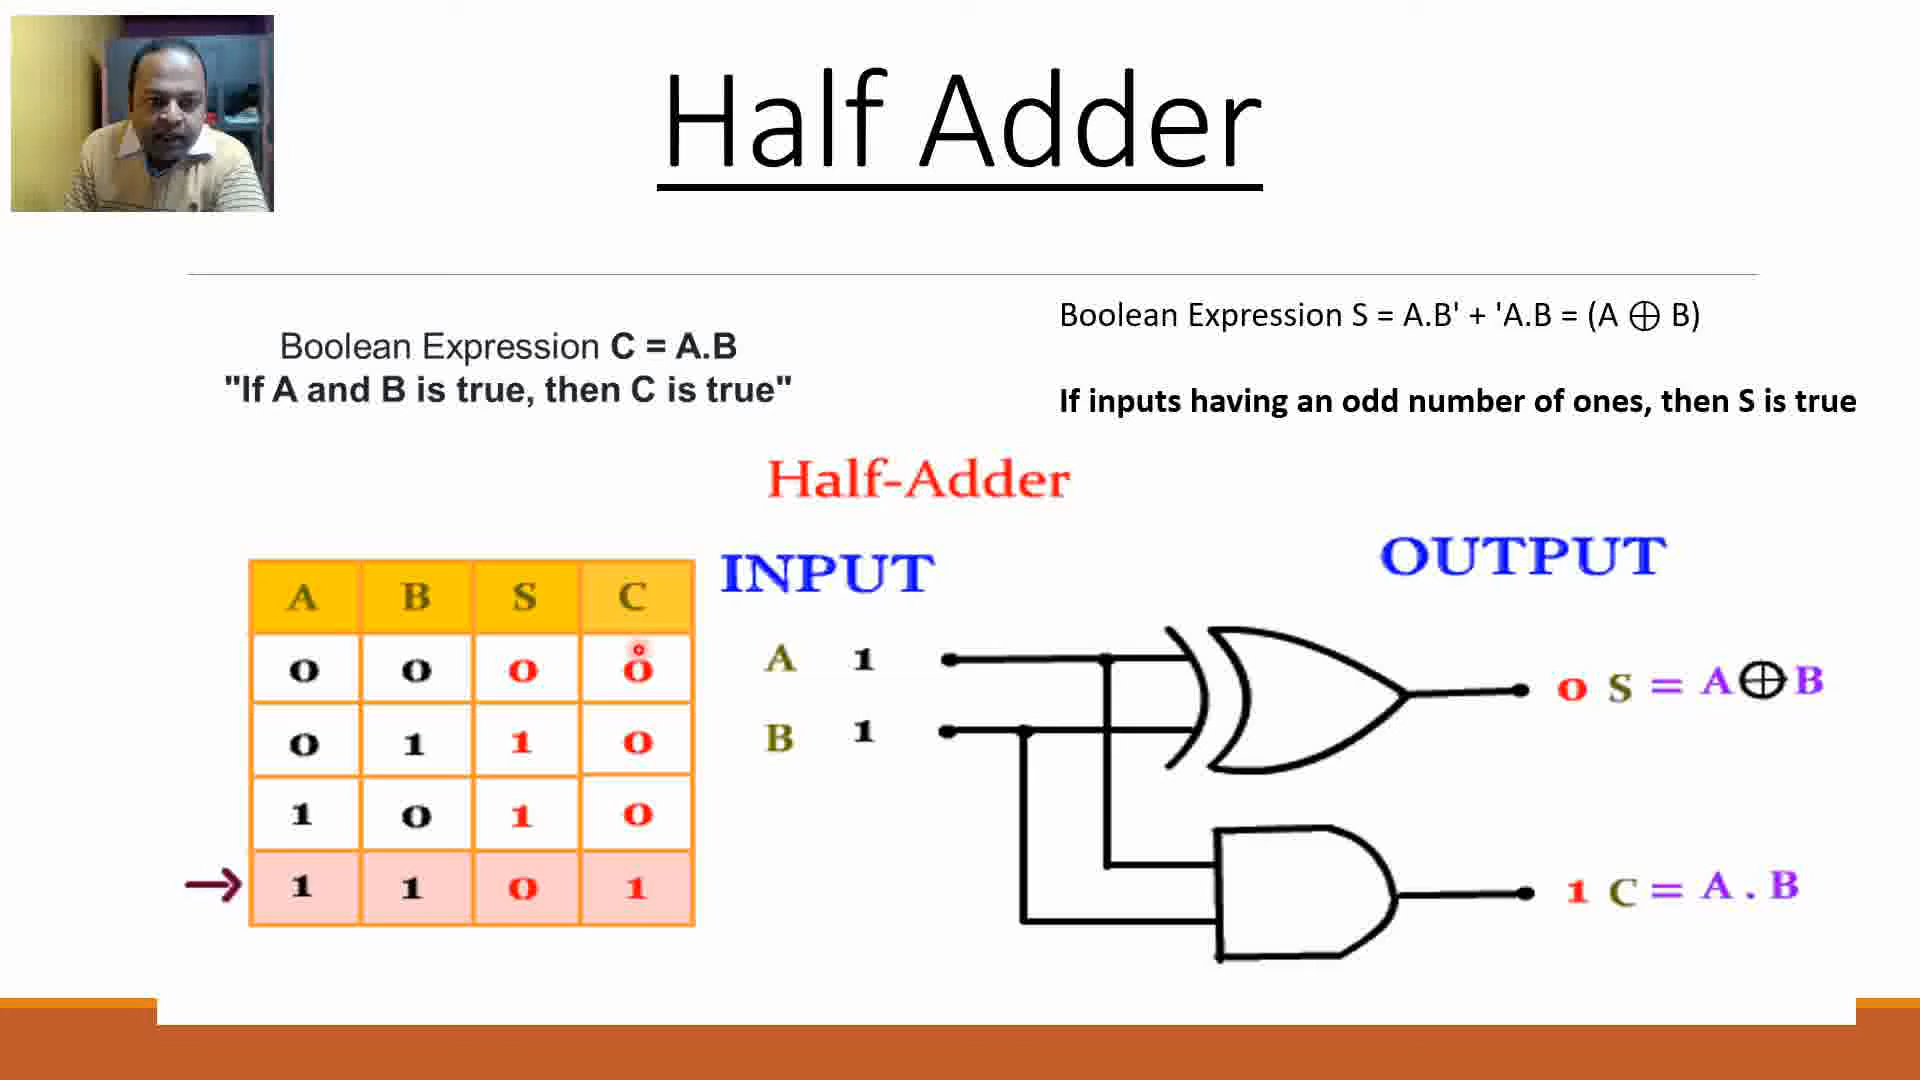 Half Adder
Boolean Expression C = A.B
"If A and B is true, then C is true"
Boolean Expression S = A.B' + 'A.B = (A ⊕ B)
If inputs having an odd number of ones, then S is true
Half-Adder
A B S C
0 0 0 0
0 1 1 0
1 0 1 0
→ 1 1 0 1
INPUT
OUTPUT
A 1
B 1
0 S = A⊕B
1 C = A . B